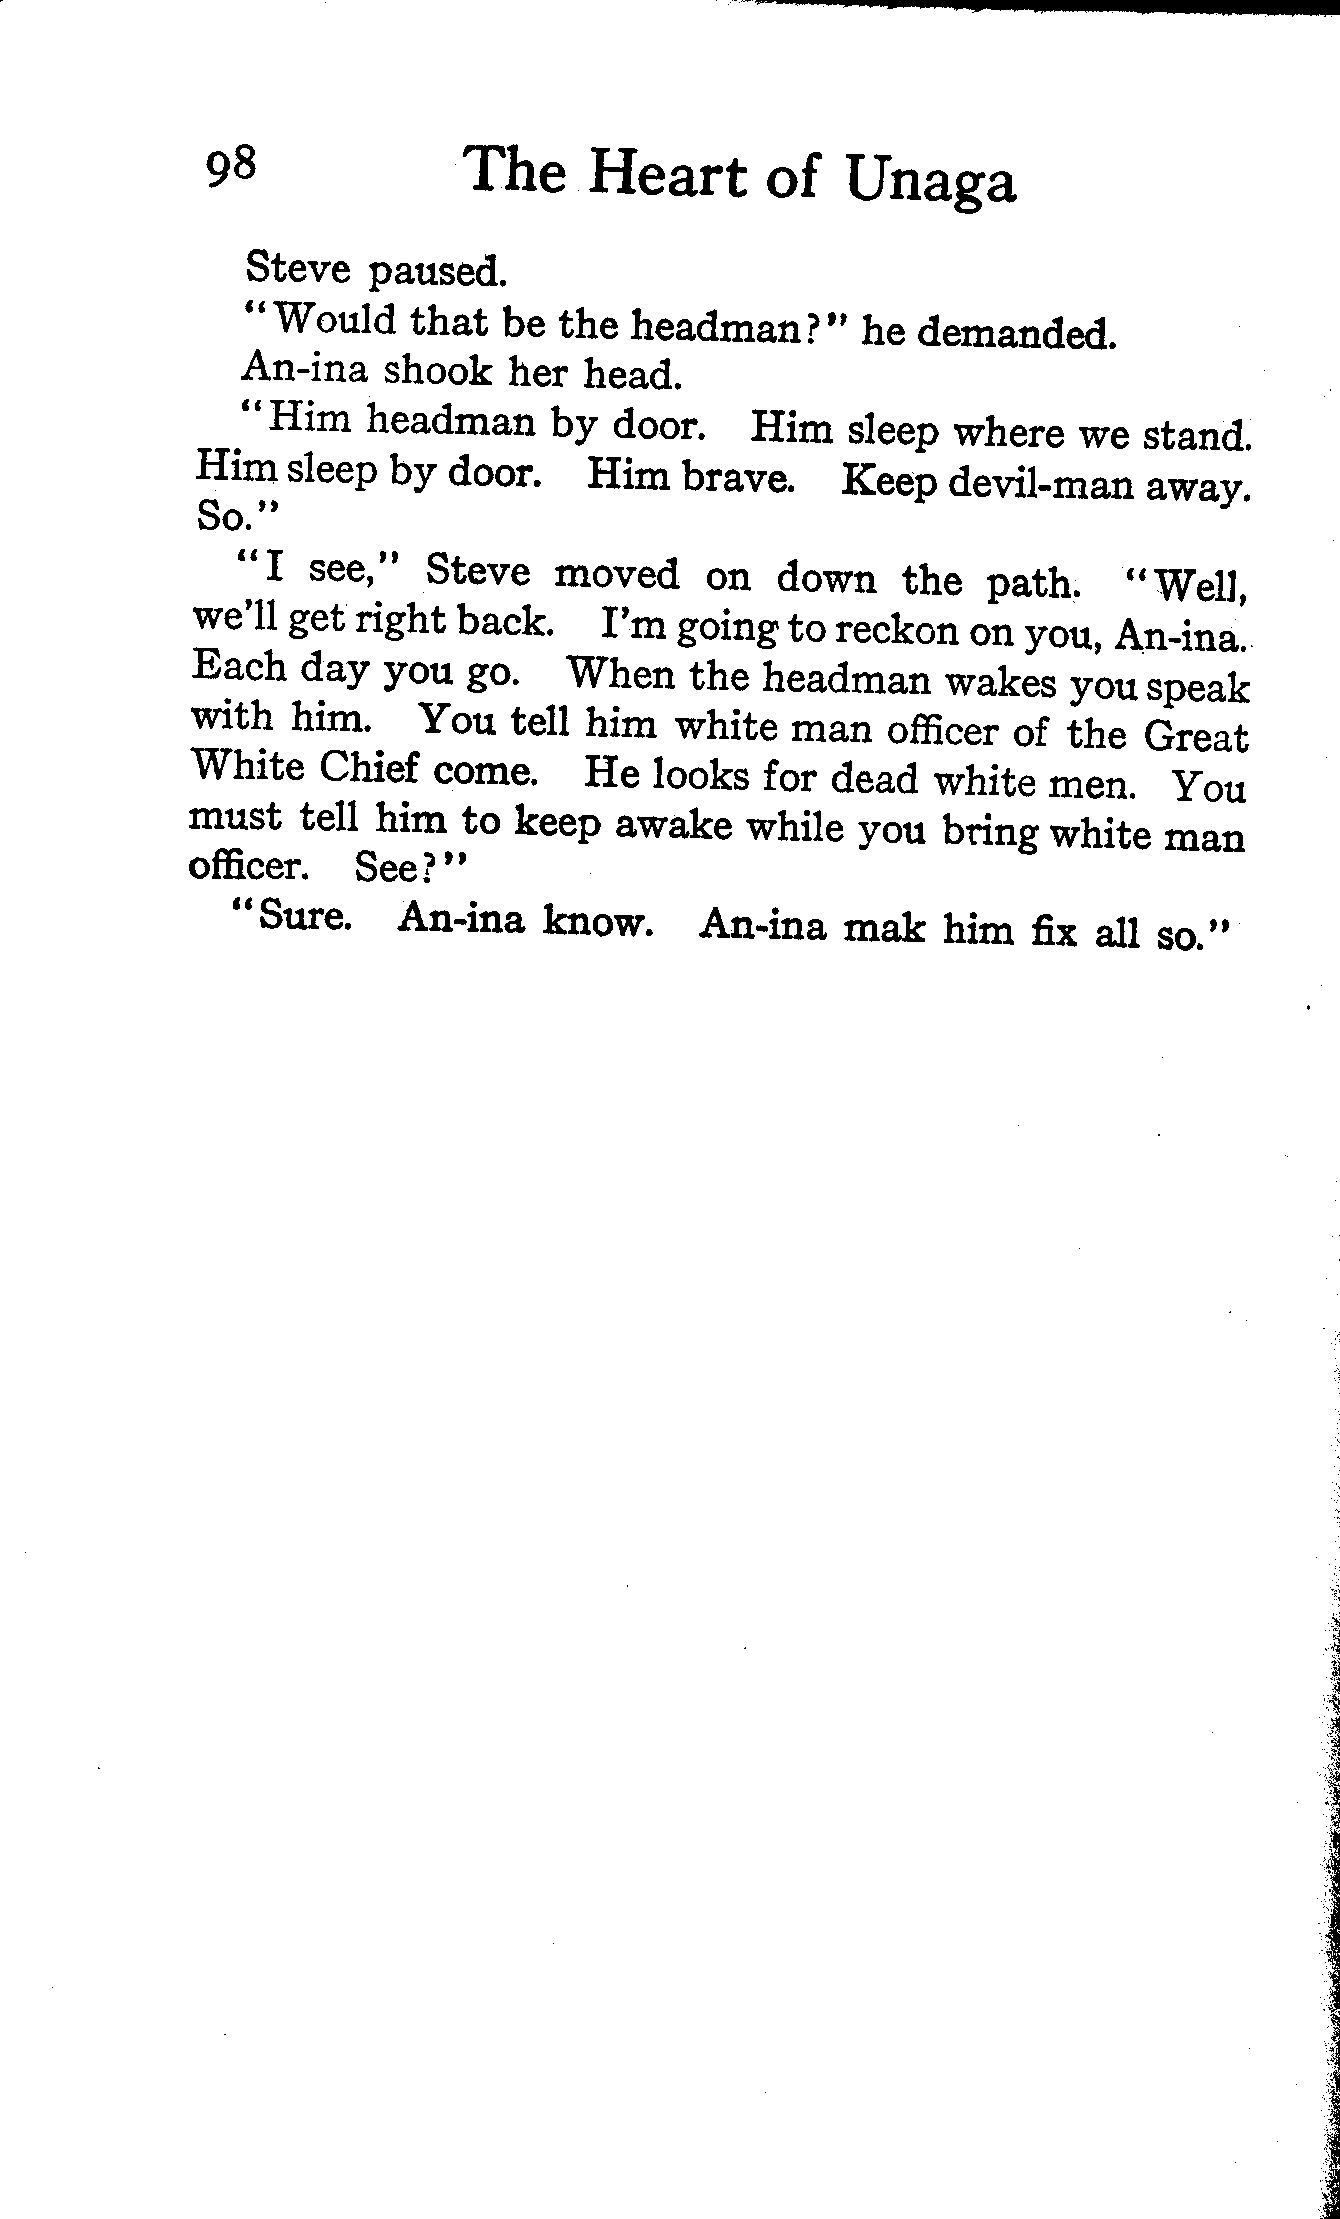 98 The Heart of Unaga
Steve paused.
“Would that be the headman?” he demanded.
An-ina shook her head.
“Him headman by door. Him sleep where we stand.
Him sleep by door. Him brave. Keep devil-man away.
So.”
“I see,” Steve moved on down the path. “Well,
we’ll get right back. I’m going to reckon on you, An-ina.
Each day you go. When the headman wakes you speak
with him. You tell him white man officer of the Great
White Chief come. He looks for dead white men. You
must tell him to keep awake while you bring white man
officer. See?”
“Sure. An-ina know. An-ina mak him fix all so.”